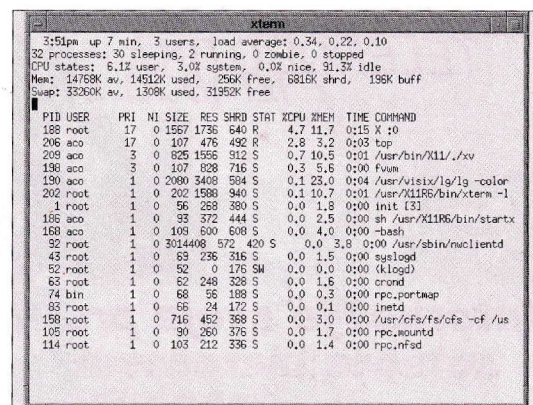 xterm
3:51pm up 7 min, 3 users, load average: 0.34, 0.22, 0.10
32 processes: 30 sleeping, 2 running, 0 zombie, 0 stopped
CPU states: 6.1% user, 3.0% system, 0.0% nice, 91.3% idle
Mem: 14768K av, 14512K used, 256K free, 6816K shrd, 196K buff
Swap: 33260K av, 1308K used, 31952K free
PID USER PRI NI SIZE RES SHRD STAT %CPU %MEM TIME COMMAND
188 root 17 0 1567 1736 640 R 4.7 11.7 0:15 X :0
206 aco 17 0 107 476 492 R 2.8 3.2 0:03 top
209 aco 3 0 825 1556 912 S 0.7 10.5 0:01 /usr/bin/X11/./xv
198 aco 3 0 107 828 716 S 0.3 5.6 0:00 fvwm
190 aco 1 0 2080 3408 584 S 0.1 23.0 0:04 /usr/visix/lg/lg -color
202 root 1 0 202 1588 940 S 0.1 10.7 0:01 /usr/X11R6/bin/xterm -l
1 root 1 0 56 268 380 S 0.0 1.8 0:00 init [3]
186 aco 1 0 93 372 444 S 0.0 2.5 0:00 sh /usr/X11R6/bin/startx
168 aco 1 0 109 600 608 S 0.0 4.0 0:00 -bash
92 root 1 0 3014408 572 420 S 0.0 3.8 0:00 /usr/sbin/nwclientd
43 root 1 0 69 236 316 S 0.0 1.5 0:00 syslogd
52 root 1 0 52 0 176 SW 0.0 0.0 0:00 (klogd)
63 root 1 0 62 248 328 S 0.0 1.6 0:00 crond
74 bin 1 0 68 56 188 S 0.0 0.3 0:00 rpc.portmap
83 root 1 0 66 24 172 S 0.0 0.1 0:00 inetd
158 root 1 0 716 452 368 S 0.0 3.0 0:00 /usr/cfs/fs/cfs -cf /us
105 root 1 0 90 260 376 S 0.0 1.7 0:00 rpc.mountd
114 root 1 0 103 212 336 S 0.0 1.4 0:00 rpc.nfsd